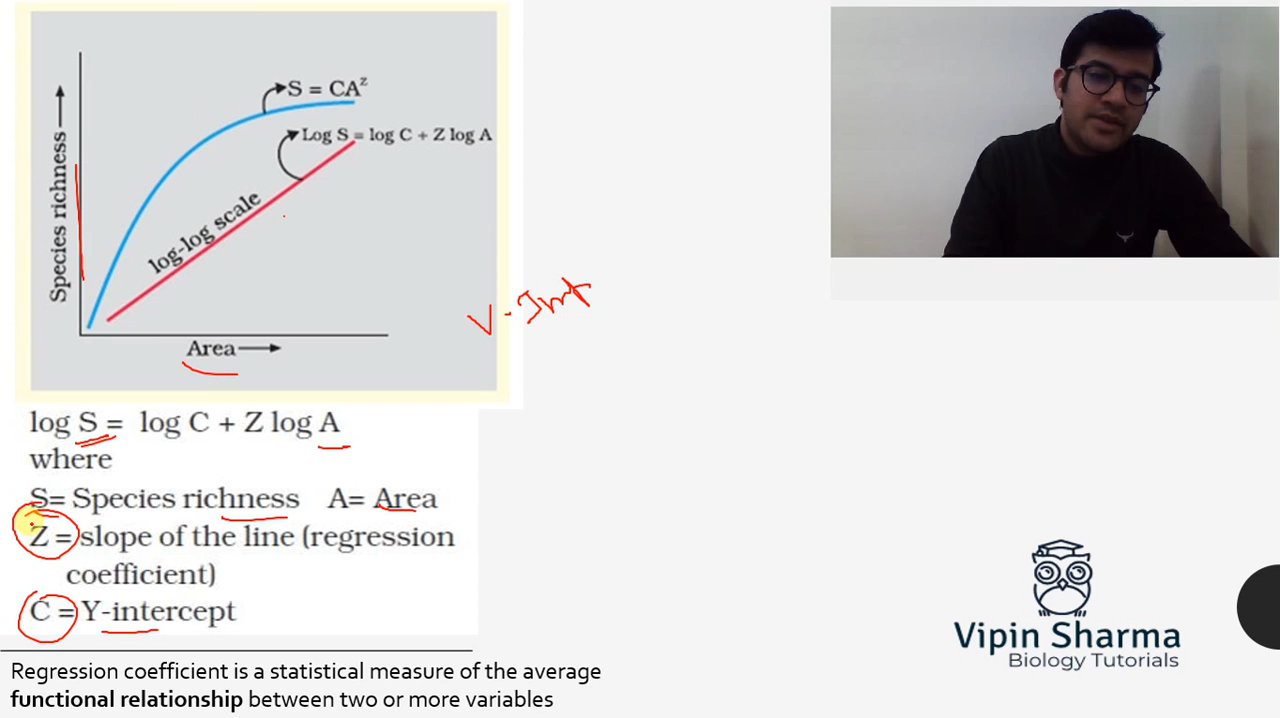 S = CA^z
Log S = log C + Z log A
log-log scale
Species richness
Area
V. Imp
log S = log C + Z log A
where
S= Species richness A= Area
Z = slope of the line (regression
coefficient)
C = Y-intercept
Regression coefficient is a statistical measure of the average
functional relationship between two or more variables
Vipin Sharma
Biology Tutorials